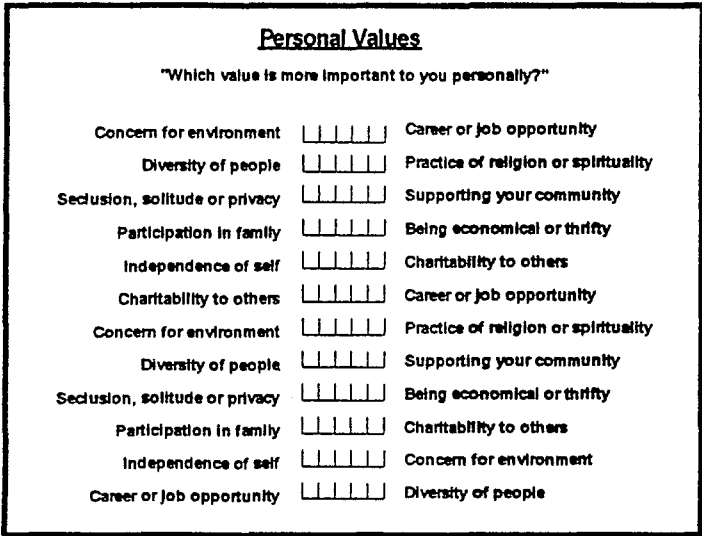 Personal Values
"Which value is more important to you personally?"
Concern for environment Career or job opportunity
Diversity of people Practice of religion or spirituality
Seclusion, solitude or privacy Supporting your community
Participation in family Being economical or thrifty
Independence of self Charitability to others
Charitability to others Career or job opportunity
Concern for environment Practice of religion or spirituality
Diversity of people Supporting your community
Seclusion, solitude or privacy Being economical or thrifty
Participation in family Charitability to others
Independence of self Concern for environment
Career or job opportunity Diversity of people